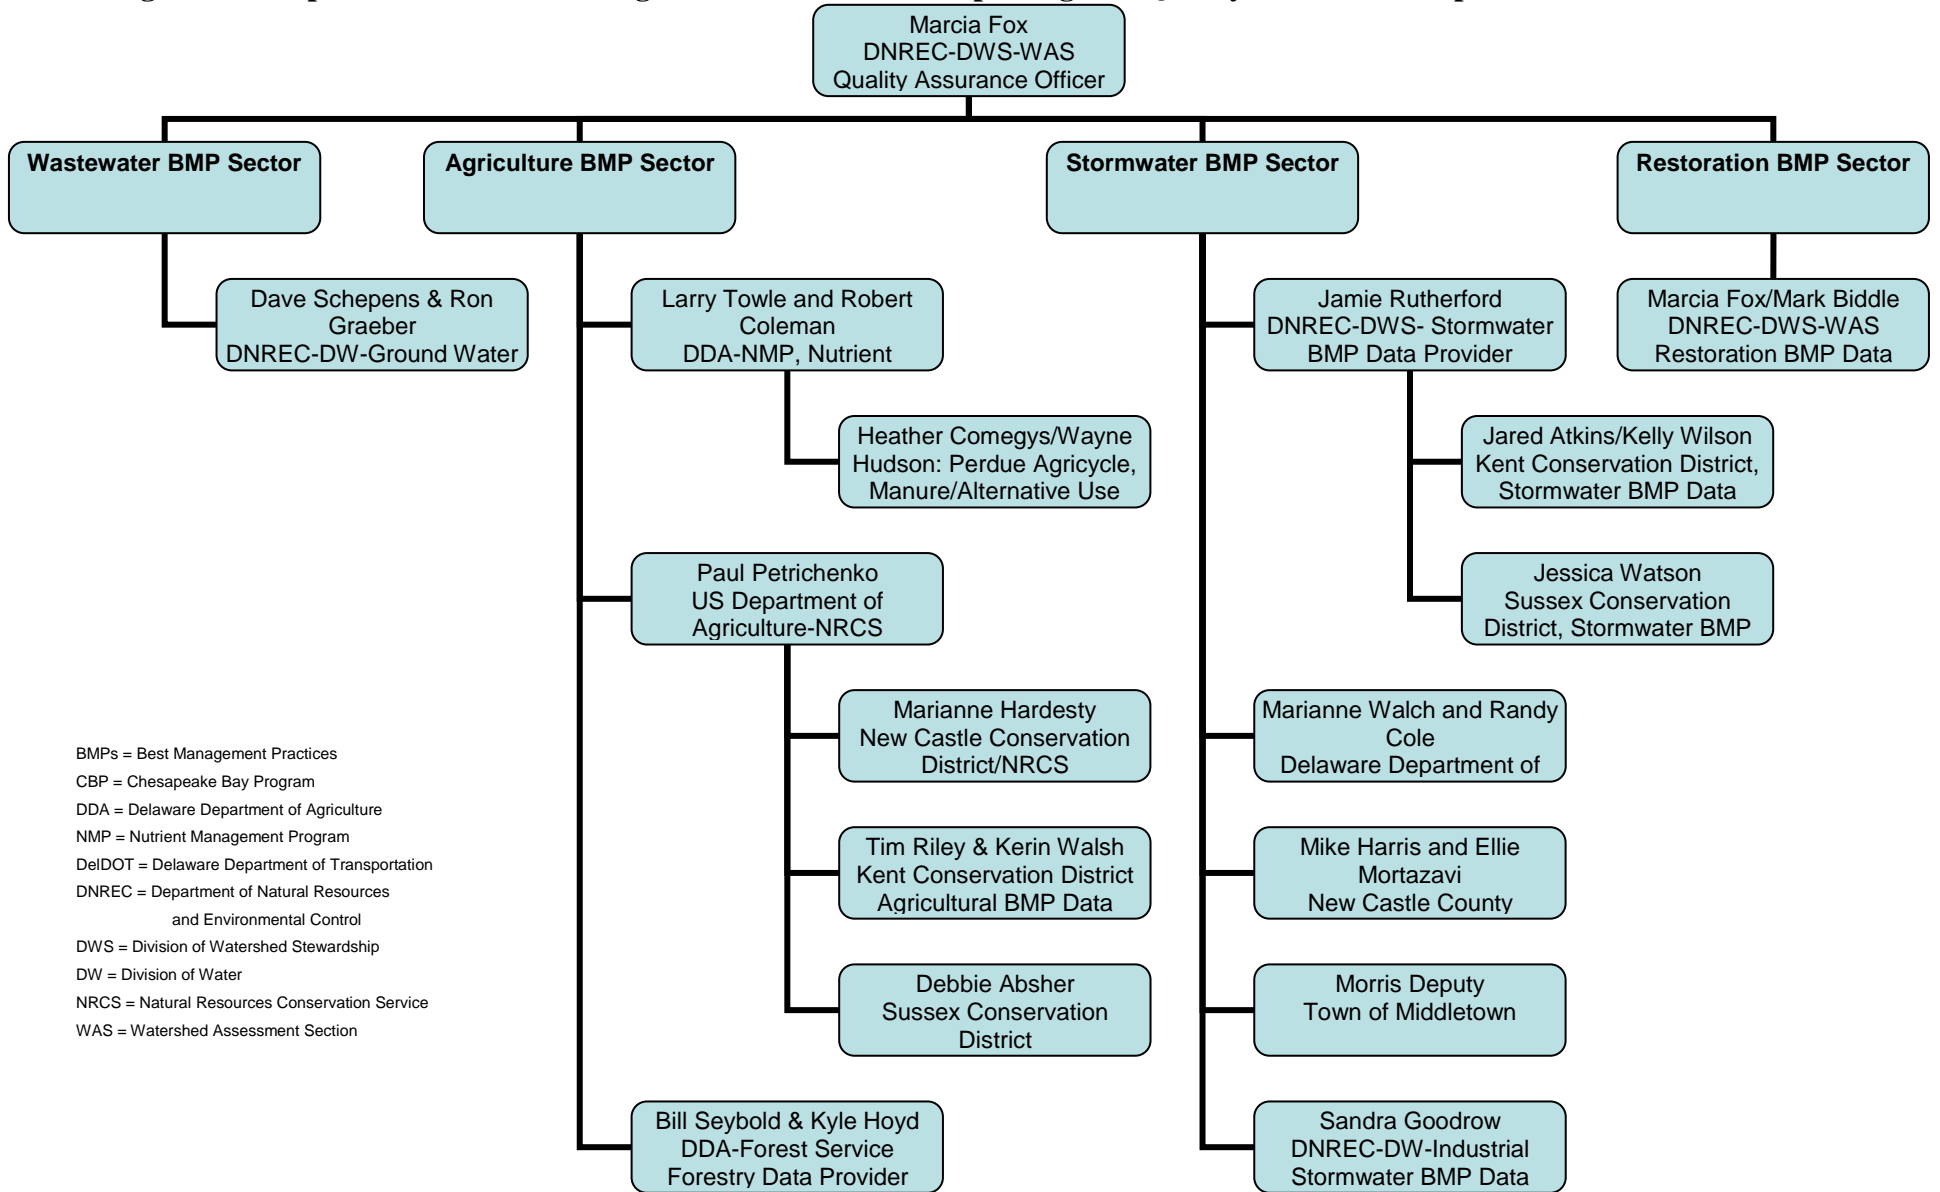 Marcia Fox
DNREC-DWS-WAS
Quality Assurance Officer
Wastewater BMP Sector
Agriculture BMP Sector
Stormwater BMP Sector
Restoration BMP Sector
Dave Schepens & Ron
Graeber
DNREC-DW-Ground Water
Larry Towle and Robert
Coleman
DDA-NMP, Nutrient
Jamie Rutherford
DNREC-DWS- Stormwater
BMP Data Provider
Marcia Fox/Mark Biddle
DNREC-DWS-WAS
Restoration BMP Data
Heather Comegys/Wayne
Hudson: Perdue Agricycle,
Manure/Alternative Use
Jared Atkins/Kelly Wilson
Kent Conservation District,
Stormwater BMP Data
Paul Petrichenko
US Department of
Agriculture-NRCS
Jessica Watson
Sussex Conservation
District, Stormwater BMP
Marianne Hardesty
New Castle Conservation
District/NRCS
Marianne Walch and Randy
Cole
Delaware Department of
Tim Riley & Kerin Walsh
Kent Conservation District
Agricultural BMP Data
Mike Harris and Ellie
Mortazavi
New Castle County
Debbie Absher
Sussex Conservation
District
Morris Deputy
Town of Middletown
Bill Seybold & Kyle Hoyd
DDA-Forest Service
Forestry Data Provider
Sandra Goodrow
DNREC-DW-Industrial
Stormwater BMP Data
BMPs = Best Management Practices
CBP = Chesapeake Bay Program
DDA = Delaware Department of Agriculture
NMP = Nutrient Management Program
DelDOT = Delaware Department of Transportation
DNREC = Department of Natural Resources
and Environmental Control
DWS = Division of Watershed Stewardship
DW = Division of Water
NRCS = Natural Resources Conservation Service
WAS = Watershed Assessment Section